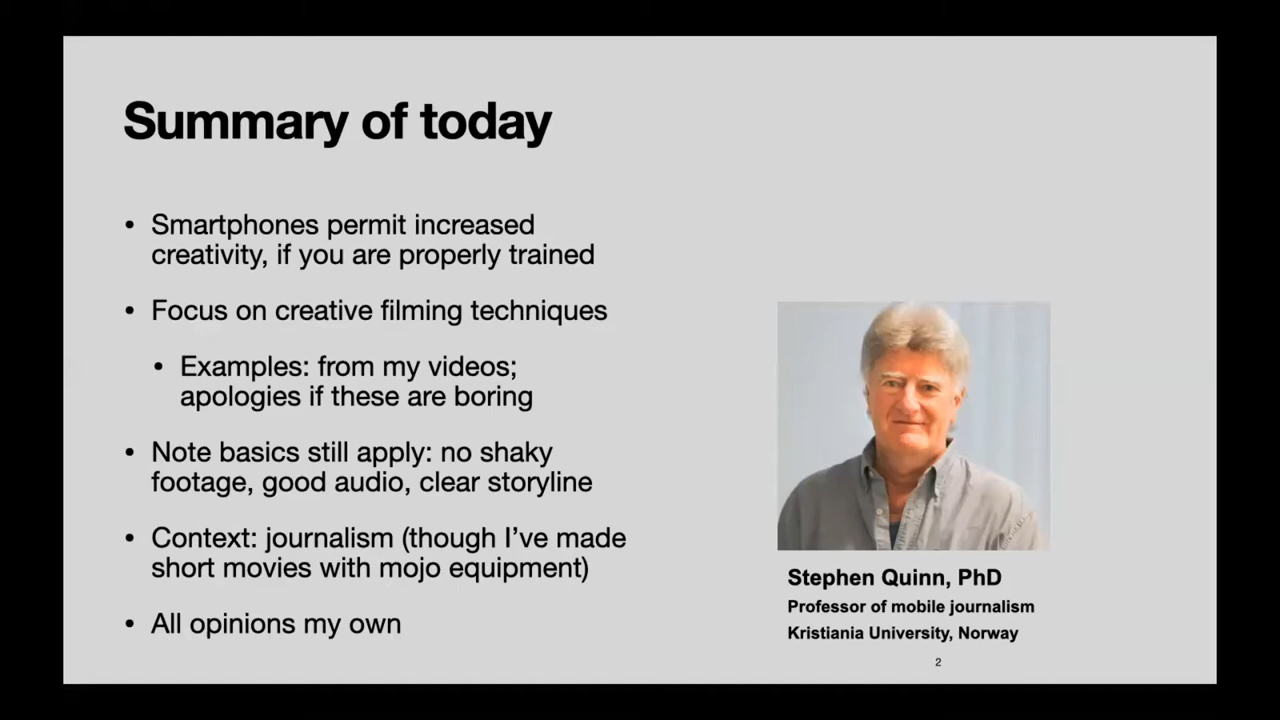 Summary of today
• Smartphones permit increased
creativity, if you are properly trained
• Focus on creative filming techniques
• Examples: from my videos;
apologies if these are boring
• Note basics still apply: no shaky
footage, good audio, clear storyline
• Context: journalism (though I’ve made
short movies with mojo equipment)
• All opinions my own
Stephen Quinn, PhD
Professor of mobile journalism
Kristiania University, Norway
2